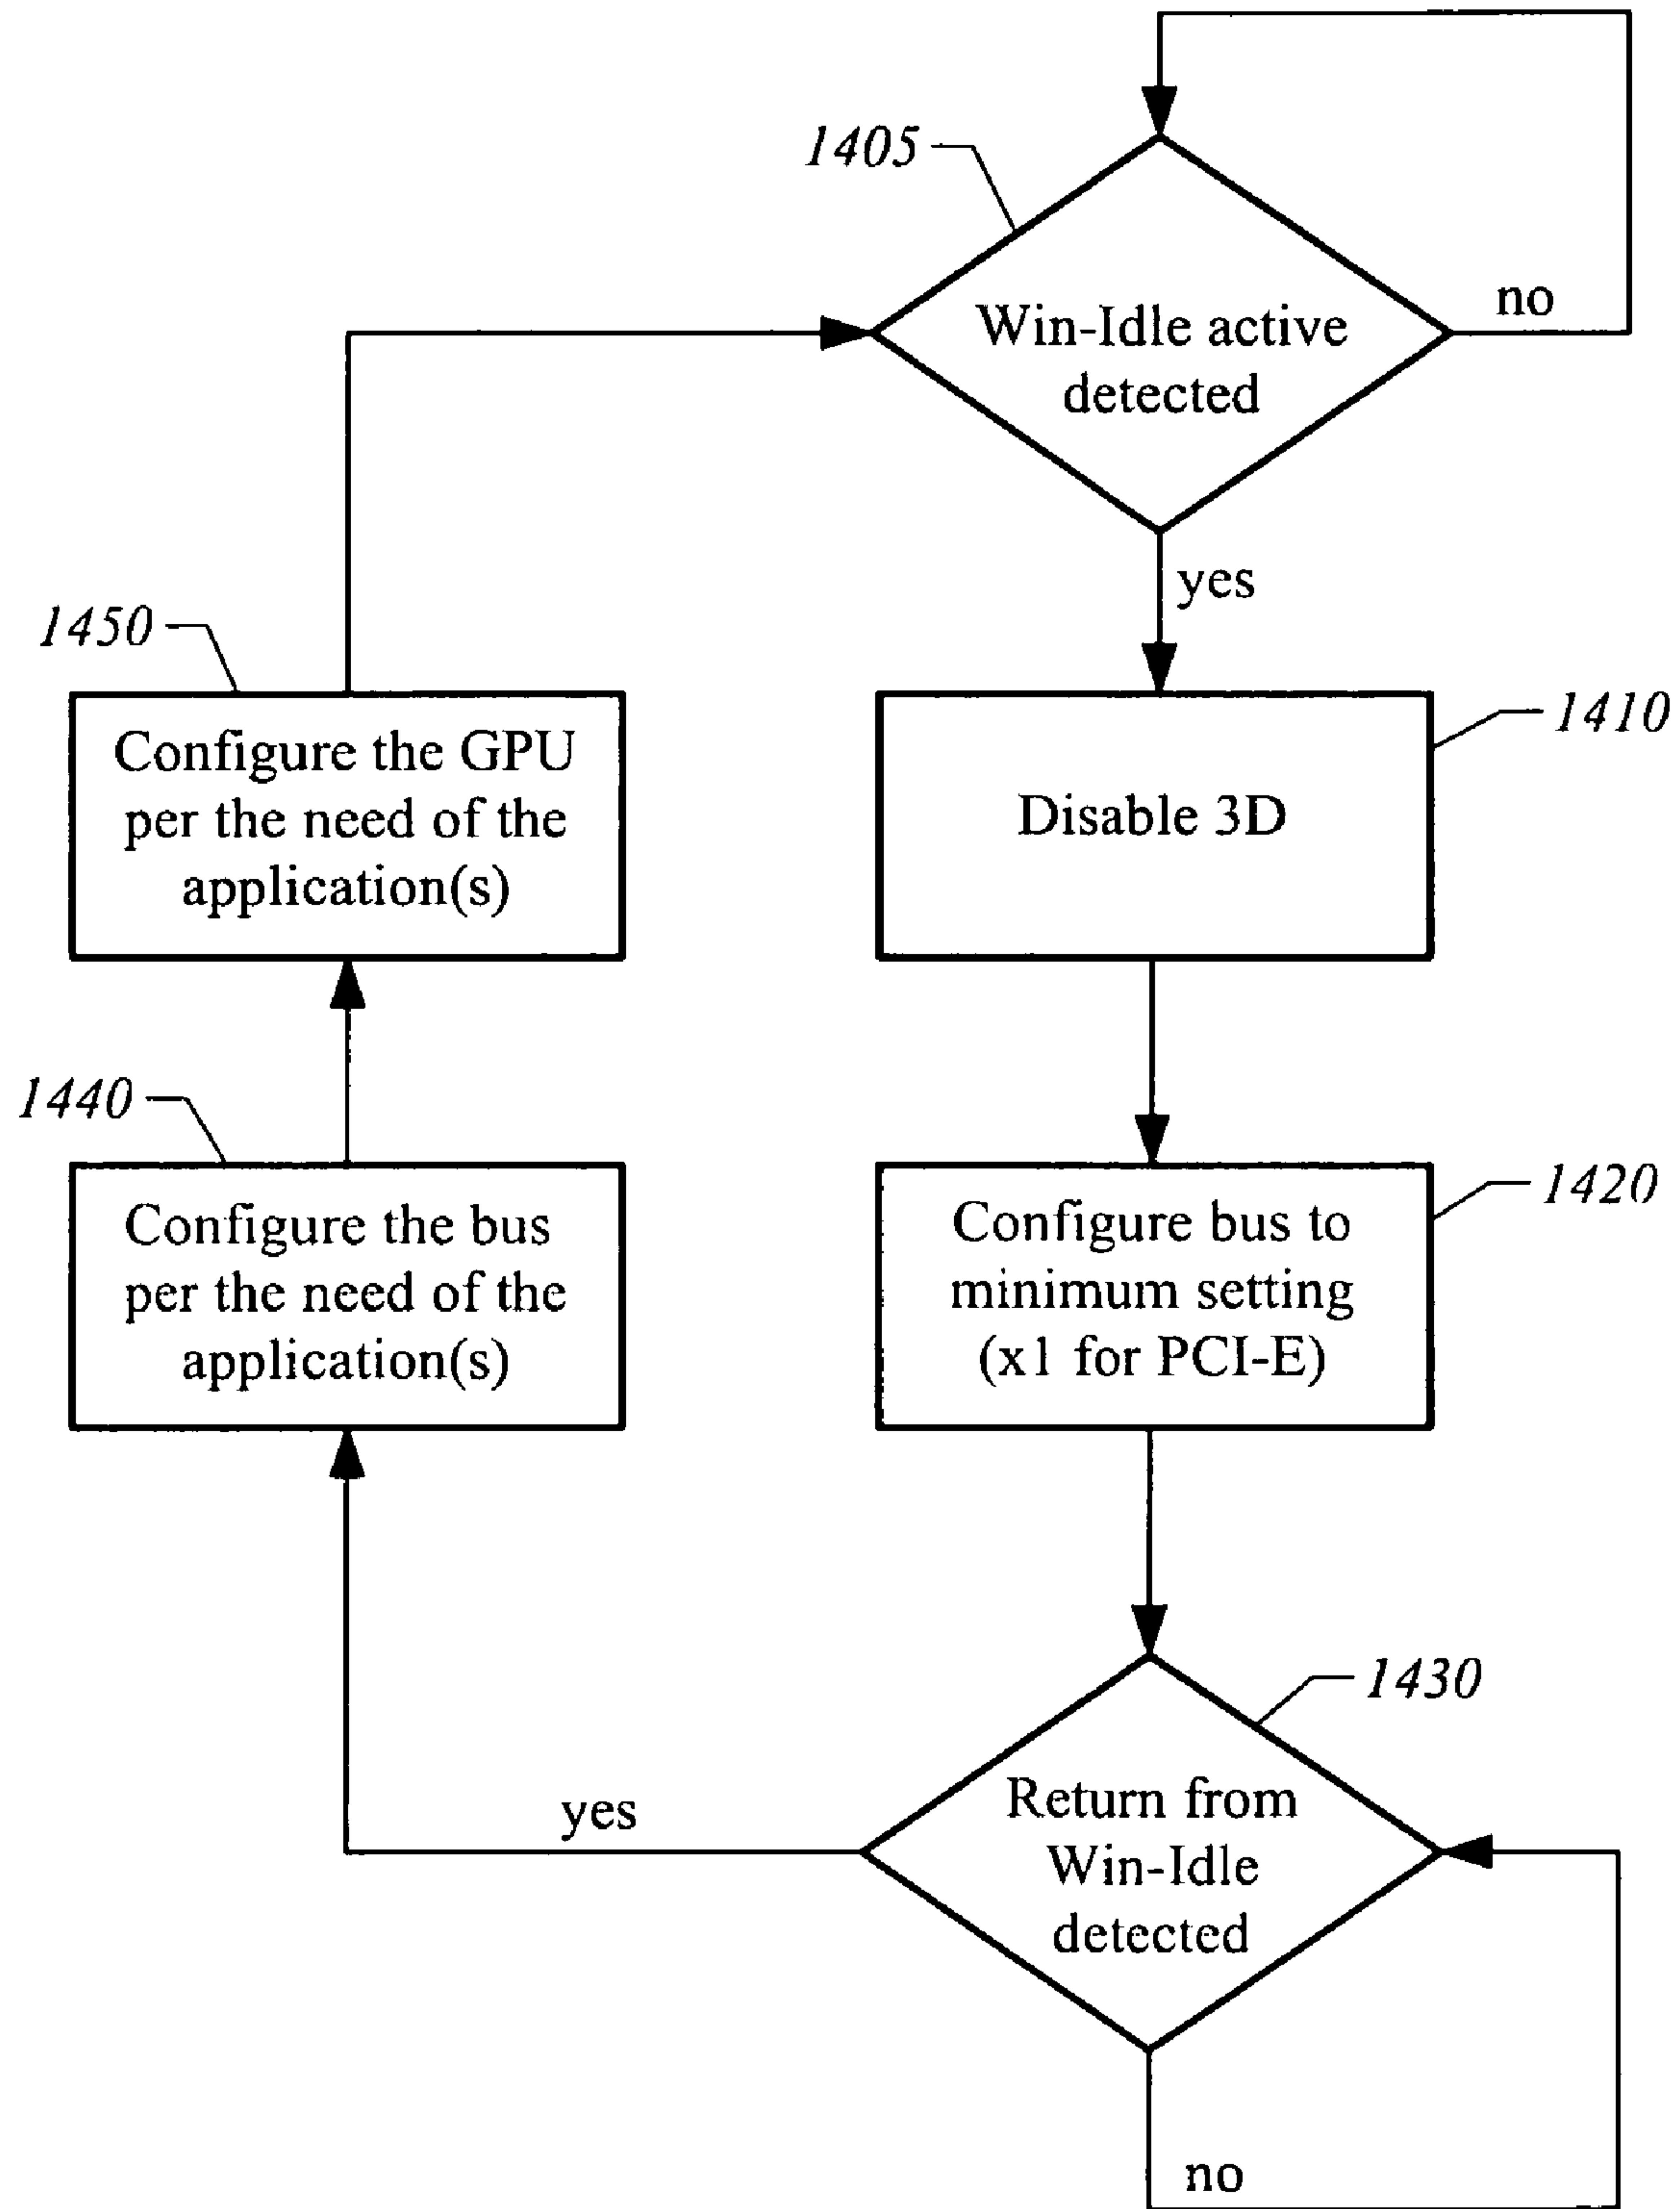 1405
Win-Idle active
detected
no
yes
1450
Configure the GPU
per the need of the
application(s)
1410
Disable 3D
1440
Configure the bus
per the need of the
application(s)
1420
Configure bus to
minimum setting
(x1 for PCI-E)
1430
Return from
Win-Idle
detected
yes
no